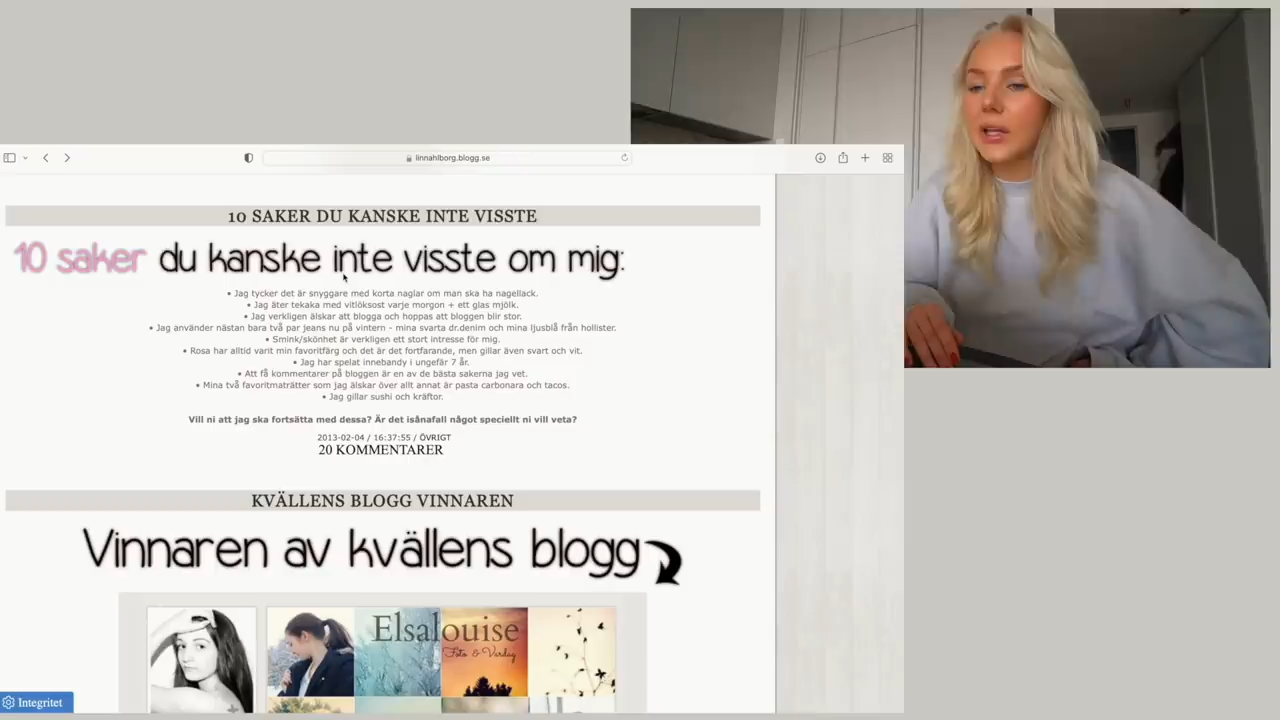 linnahlborg.blogg.se
10 SAKER DU KANSKE INTE VISSTE
10 saker du kanske inte visste om mig:
• Jag tycker det är snyggare med korta naglar om man ska ha nagellack.
• Jag äter tekaka med vitlöksost varje morgon + ett glas mjölk.
• Jag verkligen älskar att blogga och hoppas att bloggen blir stor.
• Jag använder nästan bara två par jeans nu på vintern - mina svarta dr.denim och mina ljusblå från hollister.
• Smink/skönhet är verkligen ett stort intresse för mig.
• Rosa har alltid varit min favoritfärg och det är det fortfarande, men gillar även svart och vit.
• Jag har spelat innebandy i ungefär 7 år.
• Att få kommentarer på bloggen är en av de bästa sakerna jag vet.
• Mina två favoritmaträtter som jag älskar över allt annat är pasta carbonara och tacos.
• Jag gillar sushi och kräftor.
Vill ni att jag ska fortsätta med dessa? Är det isånafall något speciellt ni vill veta?
2013-02-04 / 16:37:55 / ÖVRIGT
20 KOMMENTARER
KVÄLLENS BLOGG VINNAREN
Vinnaren av kvällens blogg
Elsalouise
Foto & Vardag
Integritet